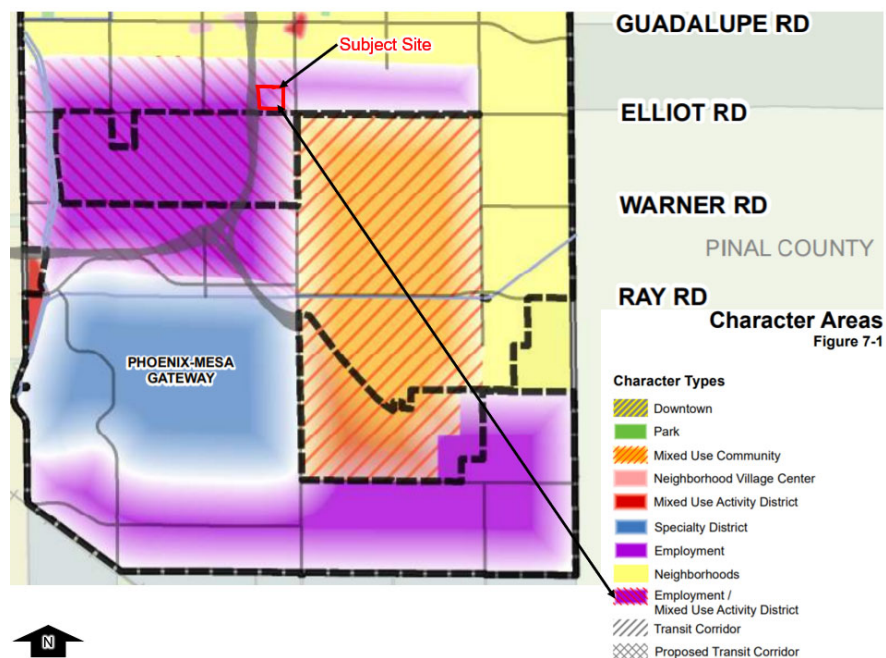 GUADALUPE RD
Subject Site
ELLIOT RD
WARNER RD
PINAL COUNTY
RAY RD
Character Areas
Figure 7-1
PHOENIX-MESA
GATEWAY
Character Types
Downtown
Park
Mixed Use Community
Neighborhood Village Center
Mixed Use Activity District
Specialty District
Employment
Neighborhoods
Employment /
Mixed Use Activity District
Transit Corridor
Proposed Transit Corridor
N